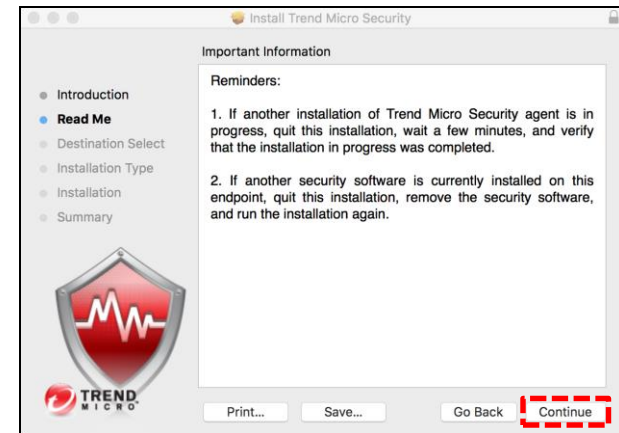 Install Trend Micro Security
Important Information
Introduction
Read Me
Destination Select
Installation Type
Installation
Summary
Reminders:
1. If another installation of Trend Micro Security agent is in
progress, quit this installation, wait a few minutes, and verify
that the installation in progress was completed.
2. If another security software is currently installed on this
endpoint, quit this installation, remove the security software,
and run the installation again.
TREND
MICRO
Print...
Save...
Go Back
Continue